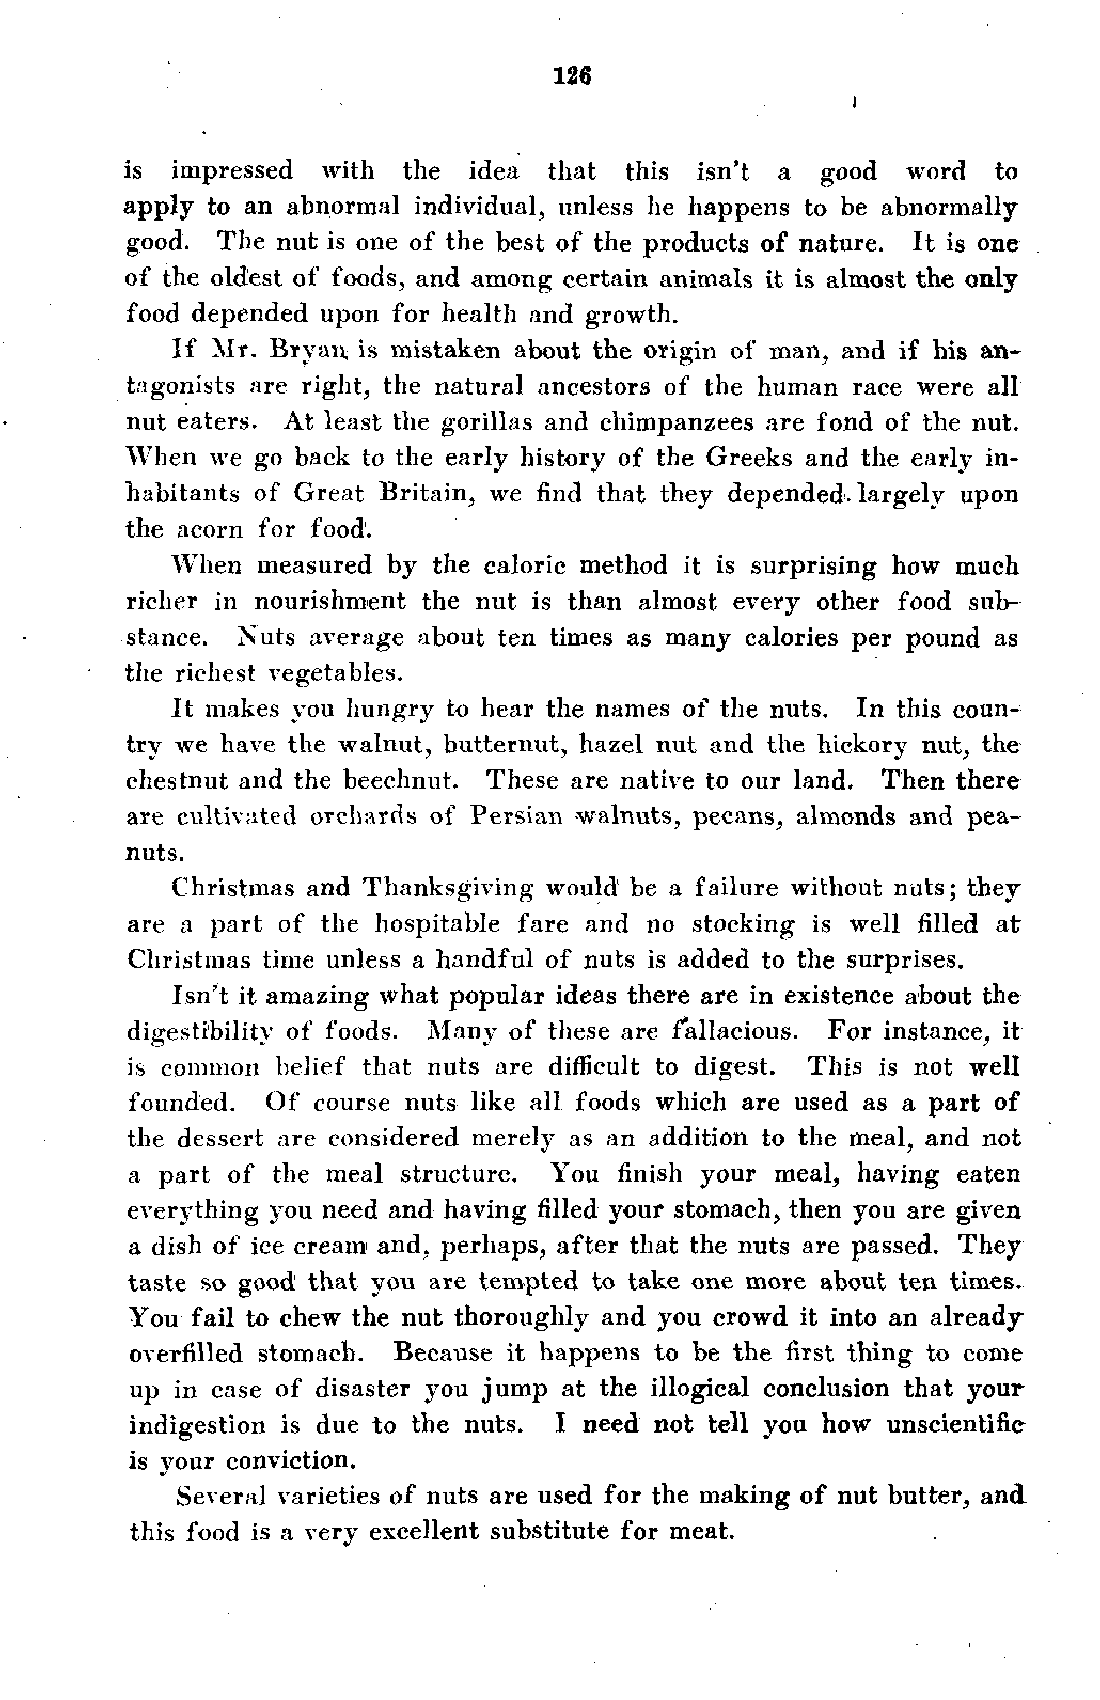 126
is impressed with the idea that this isn't a good word to
apply to an abnormal individual, unless he happens to be abnormally
good. The nut is one of the best of the products of nature. It is one
of the oldest of foods, and among certain animals it is almost the only
food depended upon for health and growth.
If Mr. Bryan is mistaken about the origin of man, and if his an-
tagonists are right, the natural ancestors of the human race were all
nut eaters. At least the gorillas and chimpanzees are fond of the nut.
When we go back to the early history of the Greeks and the early in-
habitants of Great Britain, we find that they depended largely upon
the acorn for food.
When measured by the caloric method it is surprising how much
richer in nourishment the nut is than almost every other food sub-
stance. Nuts average about ten times as many calories per pound as
the richest vegetables.
It makes you hungry to hear the names of the nuts. In this coun-
try we have the walnut, butternut, hazel nut and the hickory nut, the
chestnut and the beechnut. These are native to our land. Then there
are cultivated orchards of Persian walnuts, pecans, almonds and pea-
nuts.
Christmas and Thanksgiving would be a failure without nuts; they
are a part of the hospitable fare and no stocking is well filled at
Christmas time unless a handful of nuts is added to the surprises.
Isn't it amazing what popular ideas there are in existence about the
digestibility of foods. Many of these are fallacious. For instance, it
is common belief that nuts are difficult to digest. This is not well
founded. Of course nuts like all foods which are used as a part of
the dessert are considered merely as an addition to the meal, and not
a part of the meal structure. You finish your meal, having eaten
everything you need and having filled your stomach, then you are given
a dish of ice cream and, perhaps, after that the nuts are passed. They
taste so good that you are tempted to take one more about ten times.
You fail to chew the nut thoroughly and you crowd it into an already
overfilled stomach. Because it happens to be the first thing to come
up in case of disaster you jump at the illogical conclusion that your
indigestion is due to the nuts. I need not tell you how unscientific
is your conviction.
Several varieties of nuts are used for the making of nut butter, and
this food is a very excellent substitute for meat.